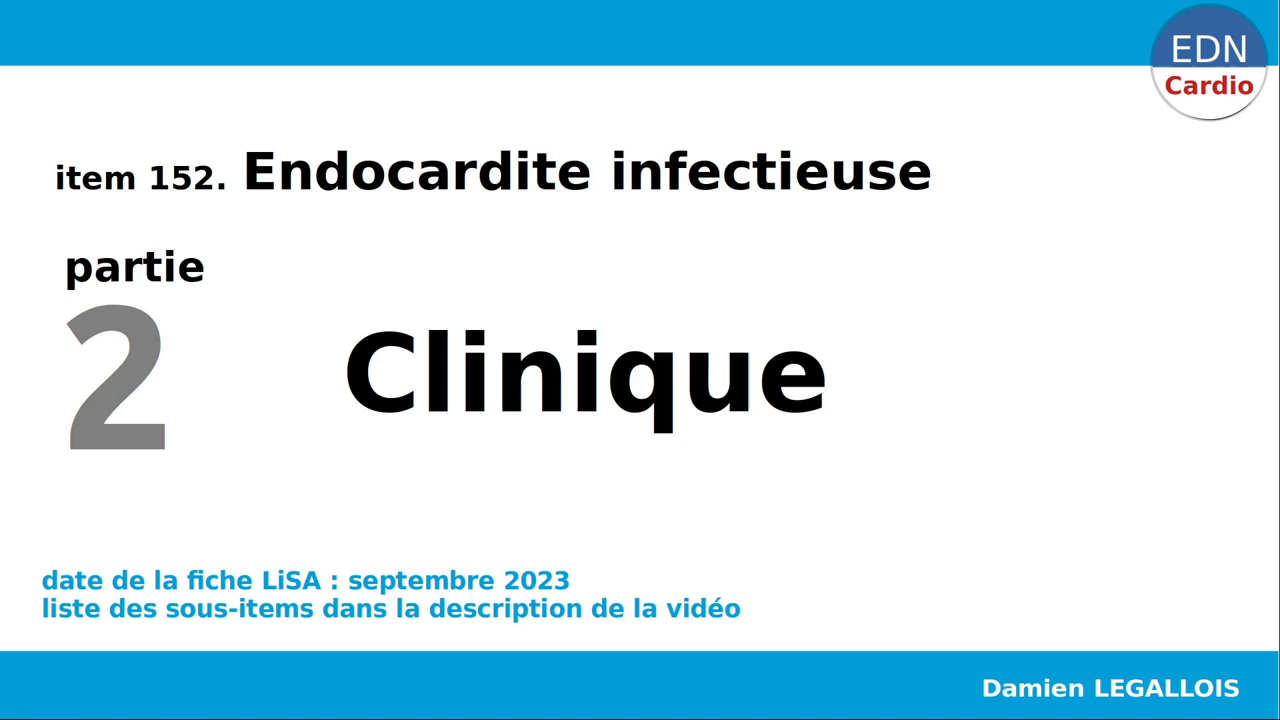 EDN
Cardio
item 152. Endocardite infectieuse
partie
2
Clinique
date de la fiche LiSA : septembre 2023
liste des sous-items dans la description de la vidéo
Damien LEGALLOIS